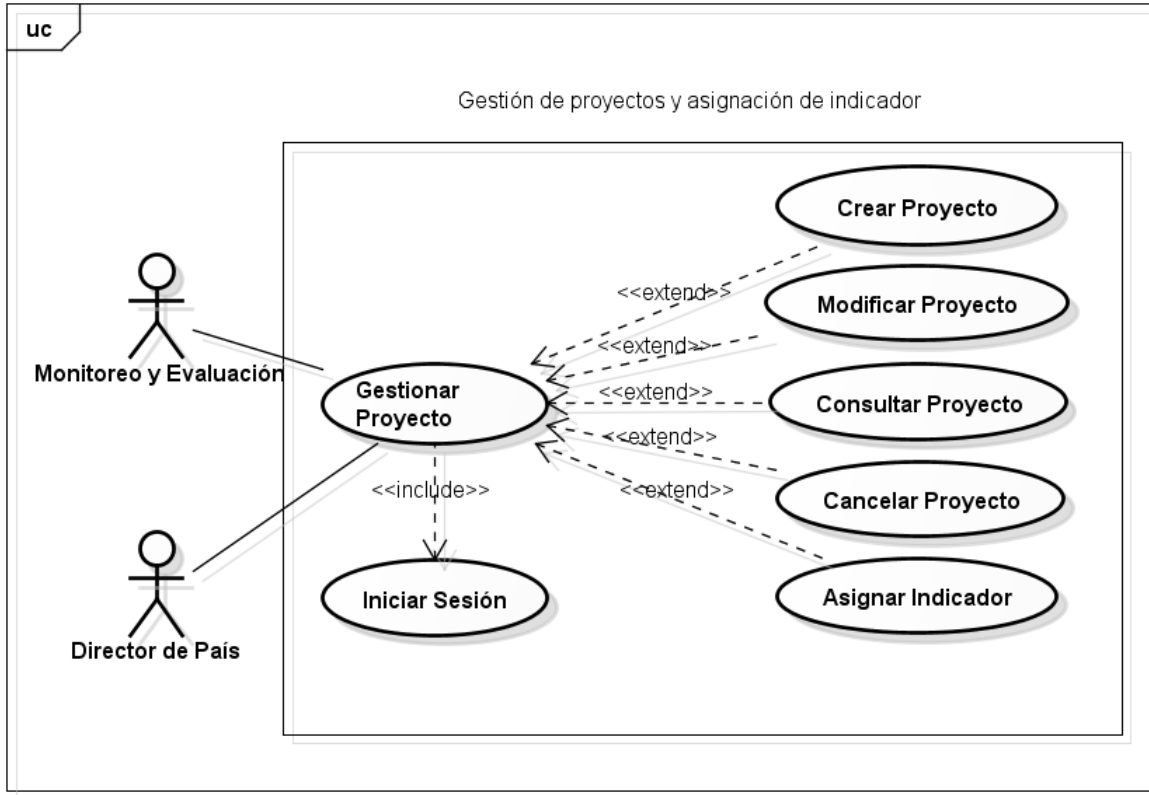 uc
Gestión de proyectos y asignación de indicador
Crear Proyecto
<<extend>>
Modificar Proyecto
<<extend>>
Monitoreo y Evaluación
Gestionar
Proyecto
<<extend>>
Consultar Proyecto
<<extend>>
<<include>>
<<extend>>
Cancelar Proyecto
Iniciar Sesión
Asignar Indicador
Director de País